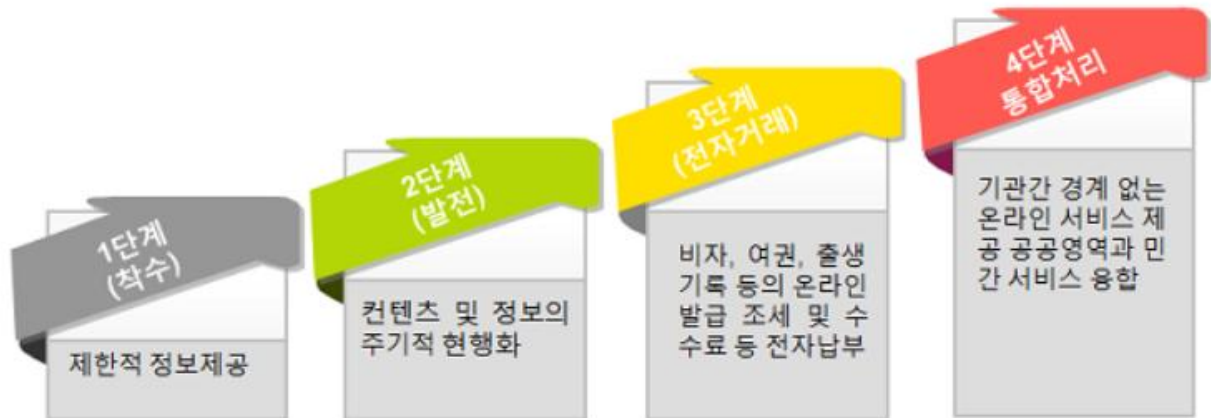 1단계
(착수)
제한적 정보제공
2단계
(발전)
컨텐츠 및 정보의
주기적 현행화
3단계
(전자거래)
비자, 여권, 출생
기록 등의 온라인
발급 조세 및 수
수료 등 전자납부
4단계
통합처리
기관간 경계 없는
온라인 서비스 제
공 공공영역과 민
간 서비스 융합